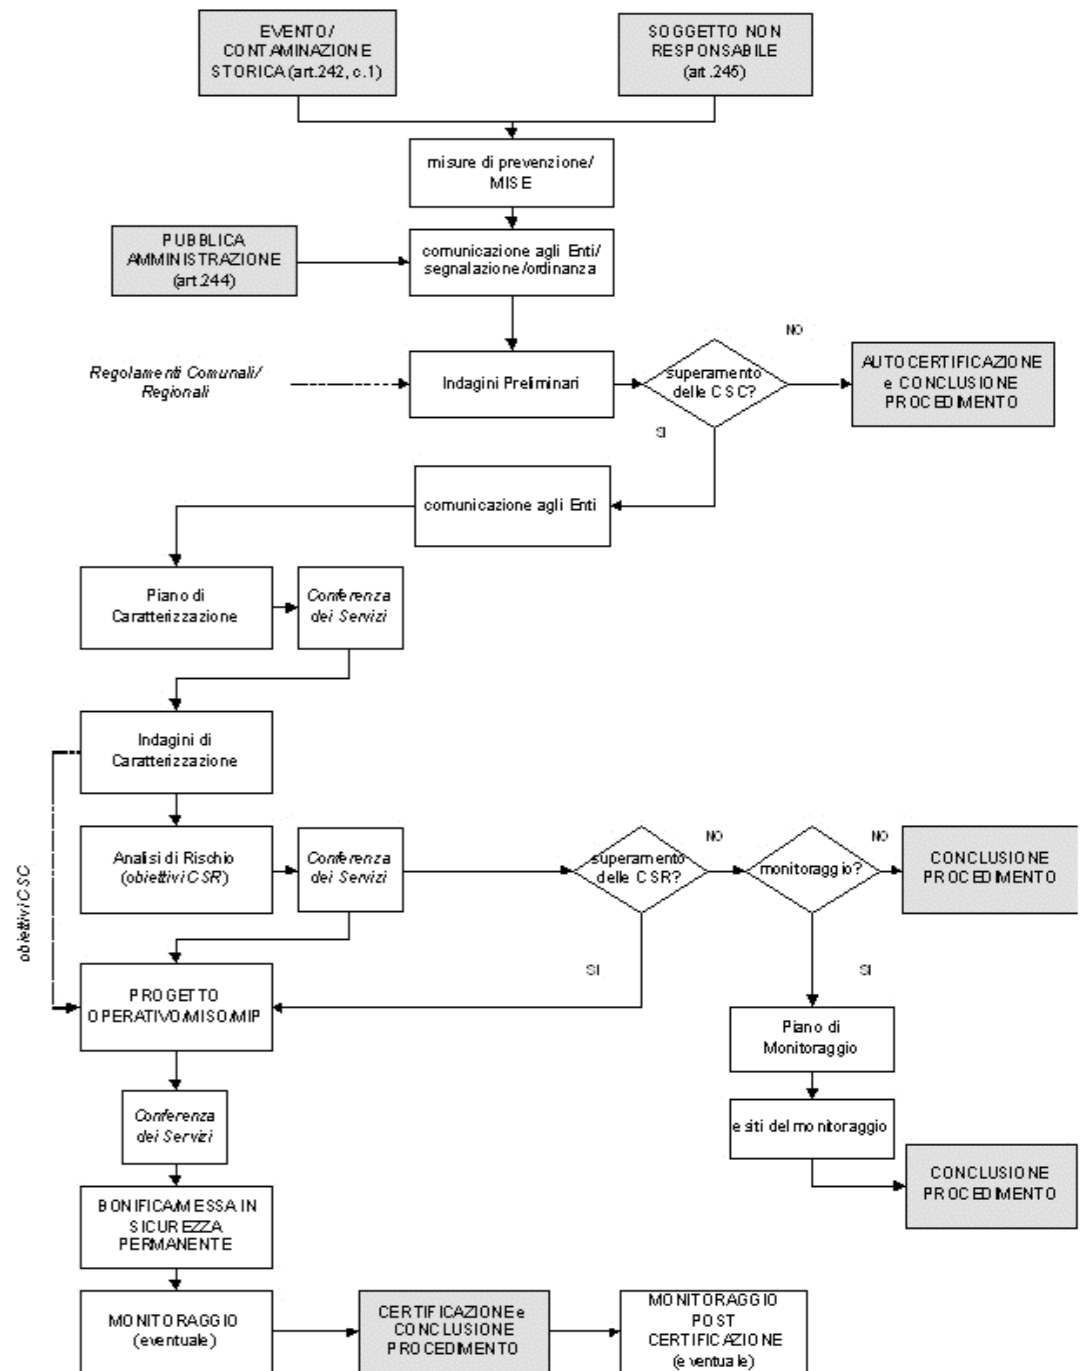 EVENTO/
CONTAMINAZIONE
STORICA (art.242, c.1)
SOGGETTO NON
RESPONSABILE
(art.245)
misure di prevenzione/
MISE
PUBBLICA
AMMINISTRAZIONE
(art.244)
comunicazione agli Enti/
segnalazione/ordinanza
NO
Regolamenti Comunali/
Regionali
Indagini Preliminari
superamento
delle CSC?
AUTOCERTIFICAZIONE
e CONCLUSIONE
PROCEDIMENTO
SI
comunicazione agli Enti
Piano di
Caratterizzazione
Conferenza
dei Servizi
Indagini di
Caratterizzazione
obiettivi CSC
Analisi di Rischio
(obiettivi CSR)
Conferenza
dei Servizi
superamento
delle CSR?
NO
monitoraggio?
NO
CONCLUSIONE
PROCEDIMENTO
SI
SI
PROGETTO
OPERATIVO/MISO/MIP
Piano di
Monitoraggio
Conferenza
dei Servizi
esiti del monitoraggio
CONCLUSIONE
PROCEDIMENTO
BONIFICA/MESSA IN
SICUREZZA
PERMANENTE
MONITORAGGIO
(eventuale)
CERTIFICAZIONE e
CONCLUSIONE
PROCEDIMENTO
MONITORAGGIO
POST
CERTIFICAZIONE
(eventuale)